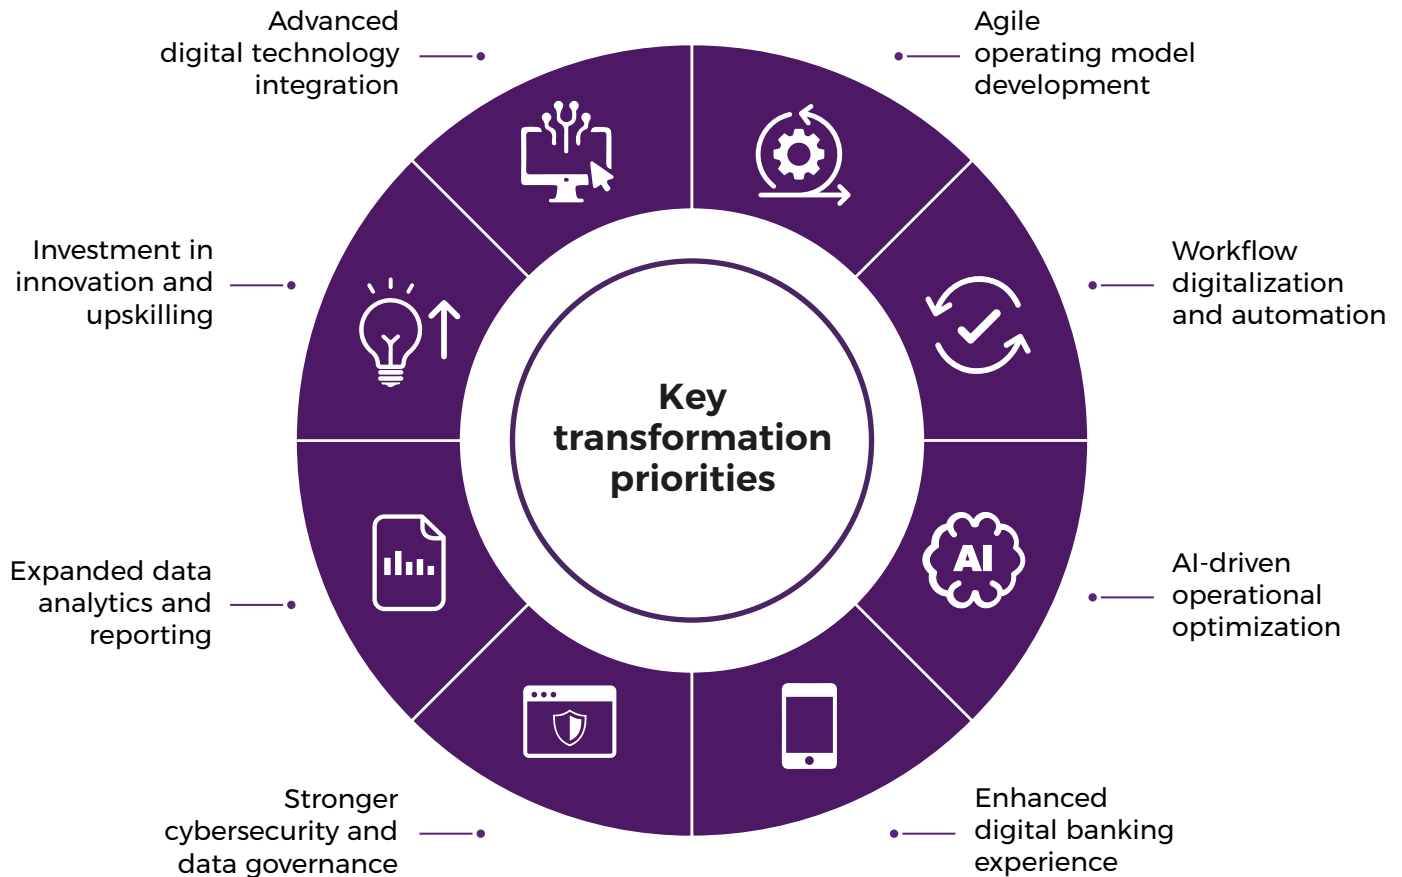 Advanced
digital technology
integration
Agile
operating model
development
Investment in
innovation and
upskilling
Workflow
digitalization
and automation
Key
transformation
priorities
AI
Expanded data
analytics and
reporting
AI-driven
operational
optimization
Stronger
cybersecurity and
data governance
Enhanced
digital banking
experience